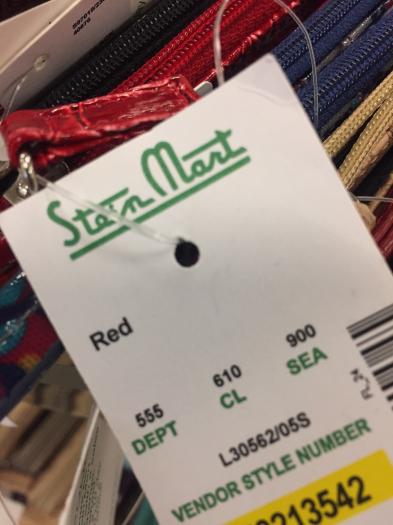 Stein Mart
Red
555 610 900
DEPT CL SEA
L30562/05S
VENDOR STYLE NUMBER
213542